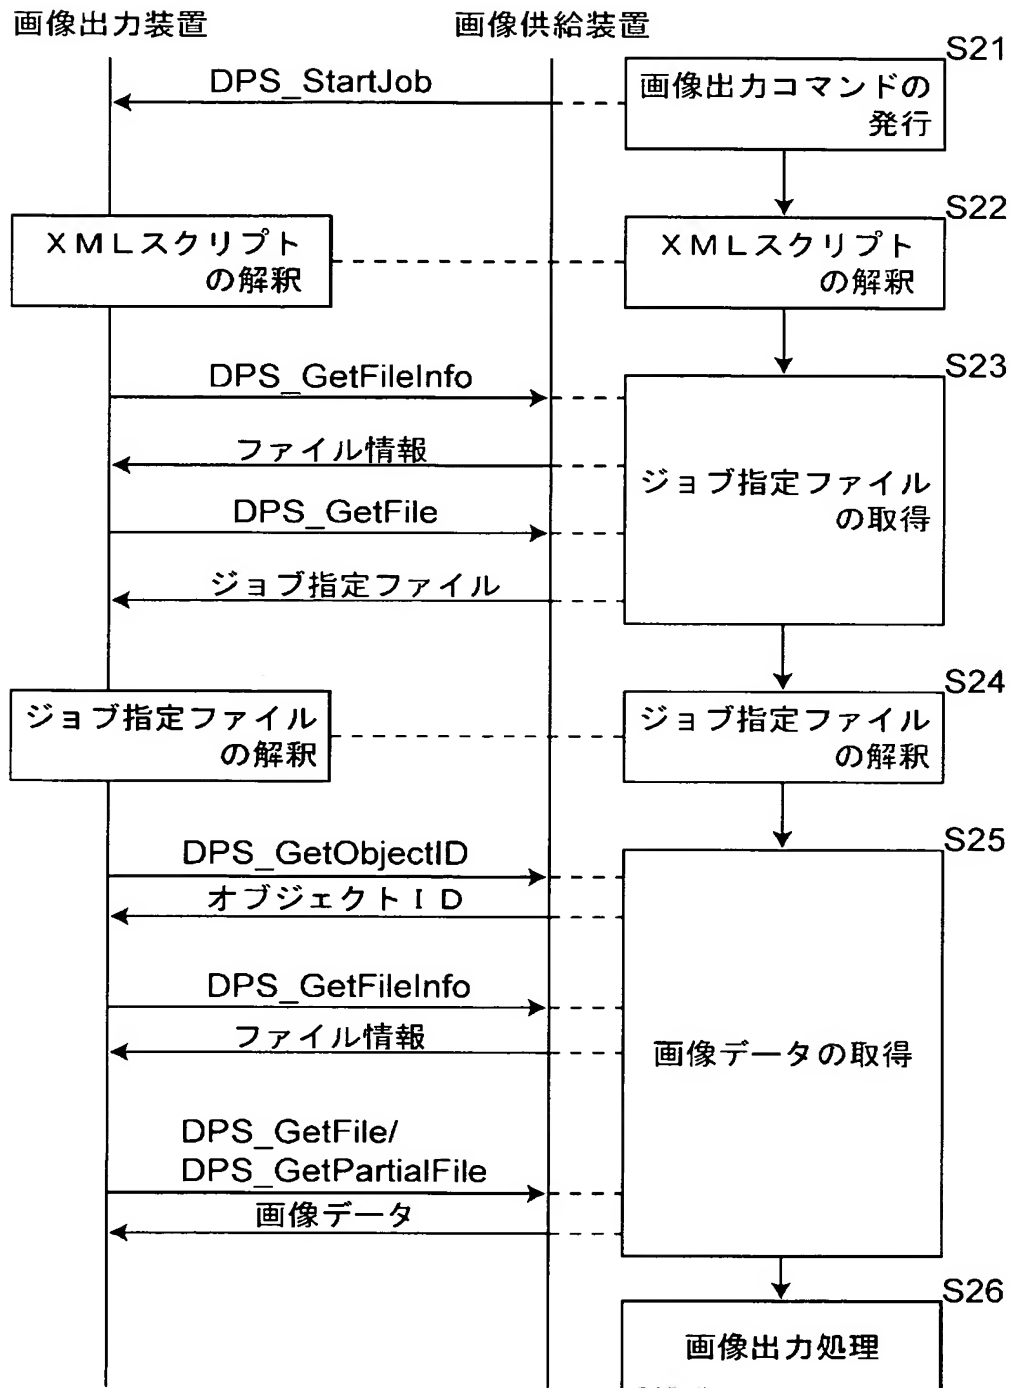 画像出力装置
画像供給装置
S21
DPS_StartJob
画像出力コマンドの
発行
S22
XMLスクリプト
の解釈
XMLスクリプト
の解釈
S23
DPS_GetFileInfo
ファイル情報
DPS_GetFile
ジョブ指定ファイル
ジョブ指定ファイル
の取得
S24
ジョブ指定ファイル
の解釈
ジョブ指定ファイル
の解釈
S25
DPS_GetObjectID
オブジェクトID
DPS_GetFileInfo
ファイル情報
画像データの取得
DPS_GetFile/
DPS_GetPartialFile
画像データ
S26
画像出力処理